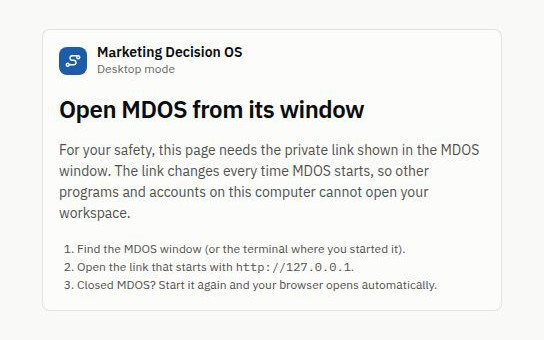 Marketing Decision OS
Desktop mode
Open MDOS from its window
For your safety, this page needs the private link shown in the MDOS
window. The link changes every time MDOS starts, so other
programs and accounts on this computer cannot open your
workspace.
1. Find the MDOS window (or the terminal where you started it).
2. Open the link that starts with http://127.0.0.1.
3. Closed MDOS? Start it again and your browser opens automatically.